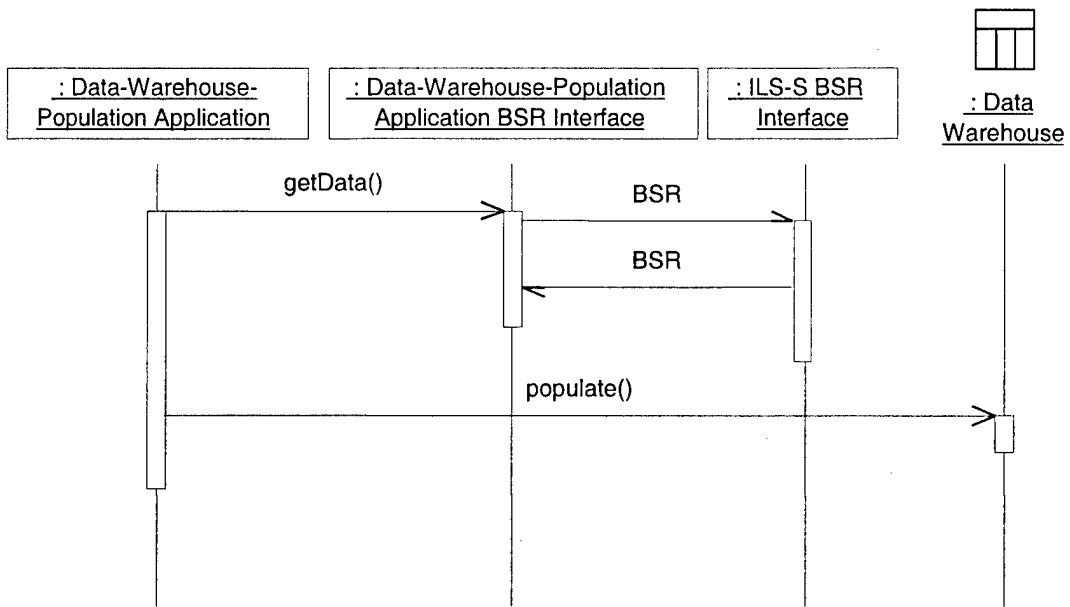 : Data-Warehouse-
Population Application
: Data-Warehouse-Population
Application BSR Interface
: ILS-S BSR
Interface
: Data
Warehouse
getData()
BSR
BSR
populate()